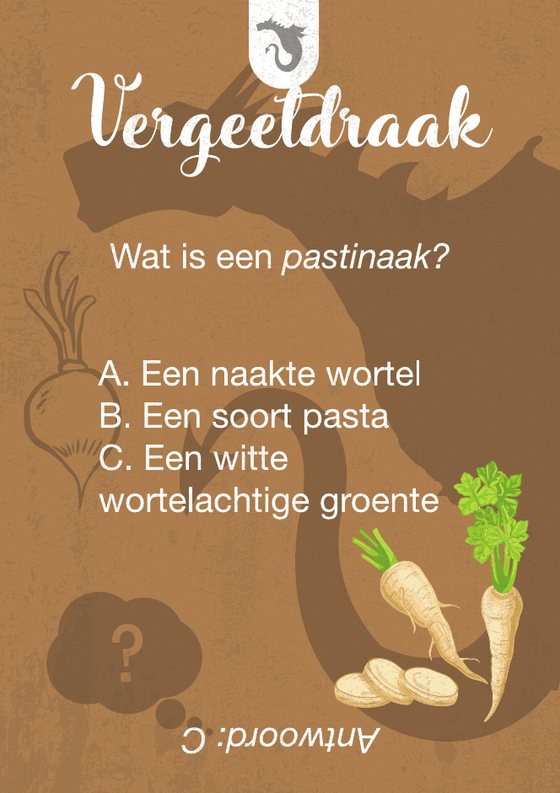 Vergeetdraak
Wat is een pastinaak?
A. Een naakte wortel
B. Een soort pasta
C. Een witte
wortelachtige groente
?
Antwoord: C